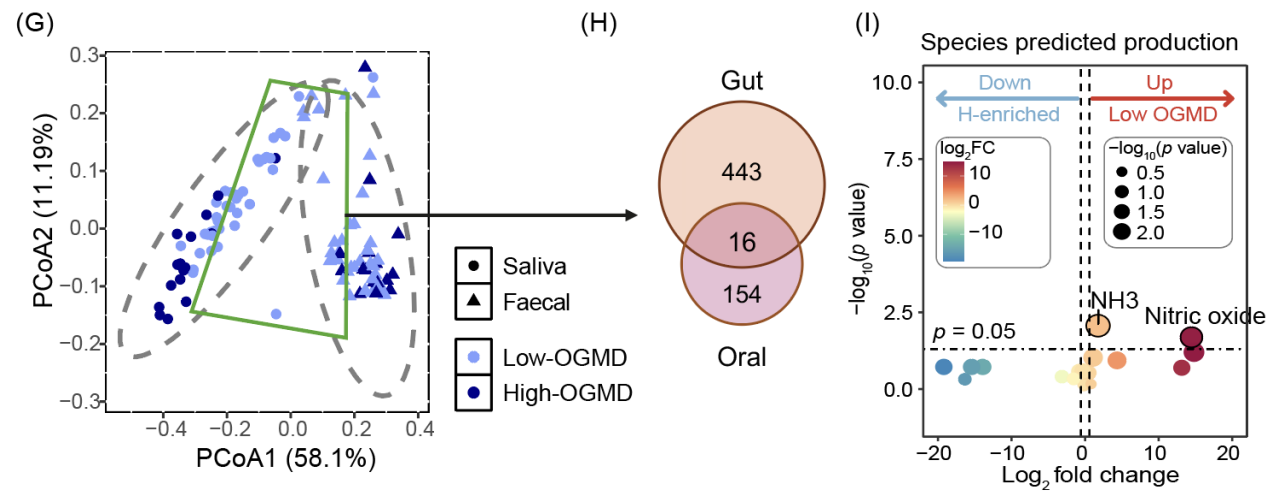 (G)
PCoA2 (11.19%)
0.3
0.2
0.1
0.0
−0.1
−0.2
−0.3
−0.4
−0.2
0.0
0.2
0.4
PCoA1 (58.1%)
Saliva
Faecal
Low-OGMD
High-OGMD
(H)
Gut
443
16
154
Oral
(I)
Species predicted production
−log10(p value)
10.0
7.5
5.0
2.5
0.0
Down
Up
H-enriched
Low OGMD
log2FC
10
0
−10
−log10(p value)
0.5
1.0
1.5
2.0
NH3
Nitric oxide
p = 0.05
−20
−10
0
10
20
Log2 fold change